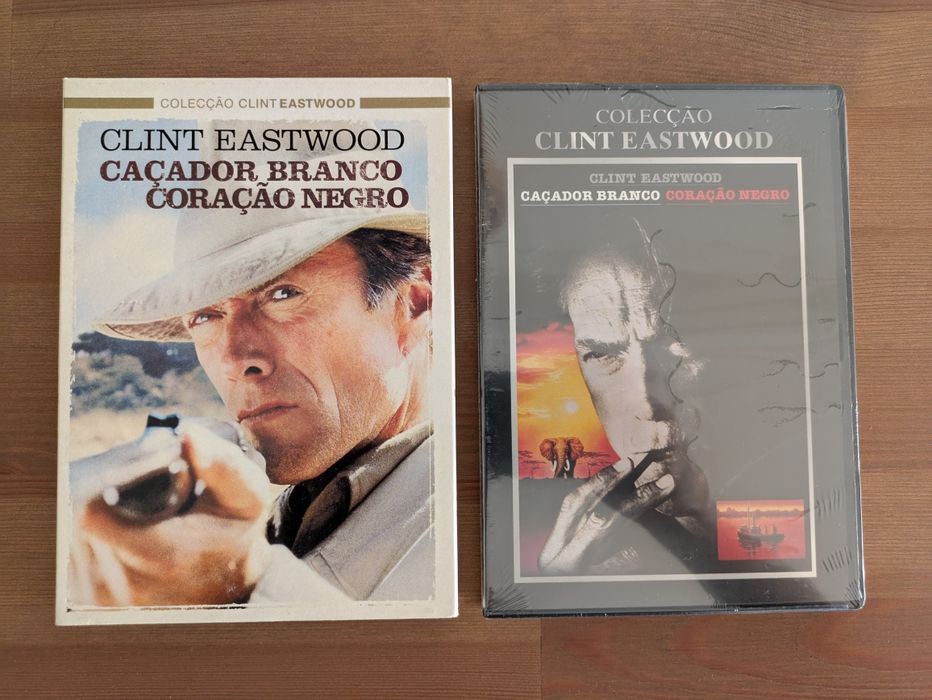 COLECÇÃO CLINT EASTWOOD
CLINT EASTWOOD
CAÇADOR BRANCO
CORAÇÃO NEGRO
COLECÇÃO
CLINT EASTWOOD
CLINT EASTWOOD
CAÇADOR BRANCO CORAÇÃO NEGRO